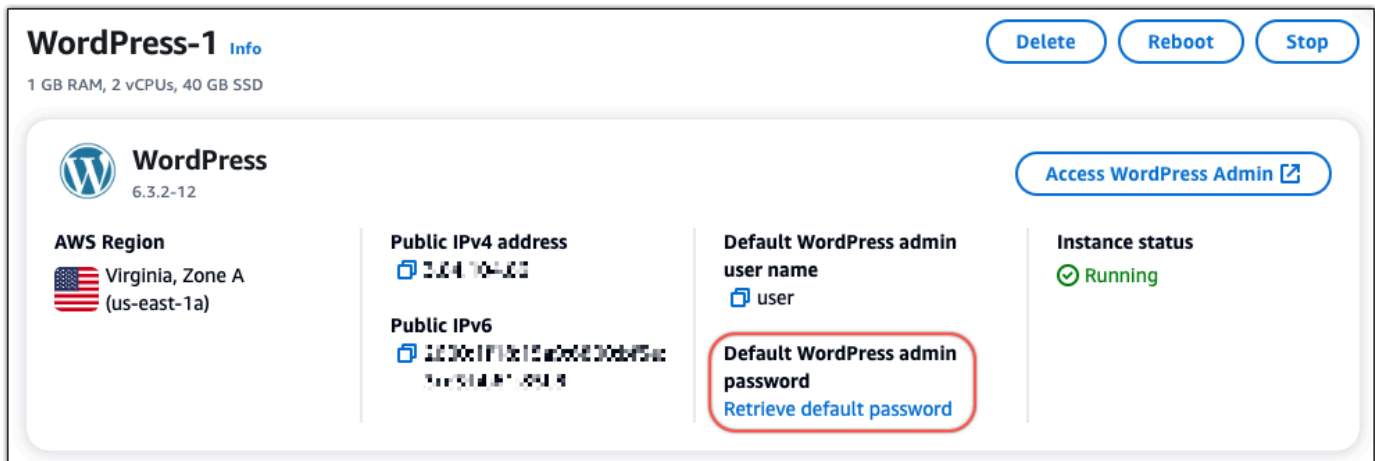 WordPress-1 Info
Delete
Reboot
Stop
1 GB RAM, 2 vCPUs, 40 GB SSD
WordPress
6.3.2-12
Access WordPress Admin
AWS Region
Virginia, Zone A
(us-east-1a)
Public IPv4 address
Public IPv6
Default WordPress admin
user name
user
Default WordPress admin
password
Retrieve default password
Instance status
Running